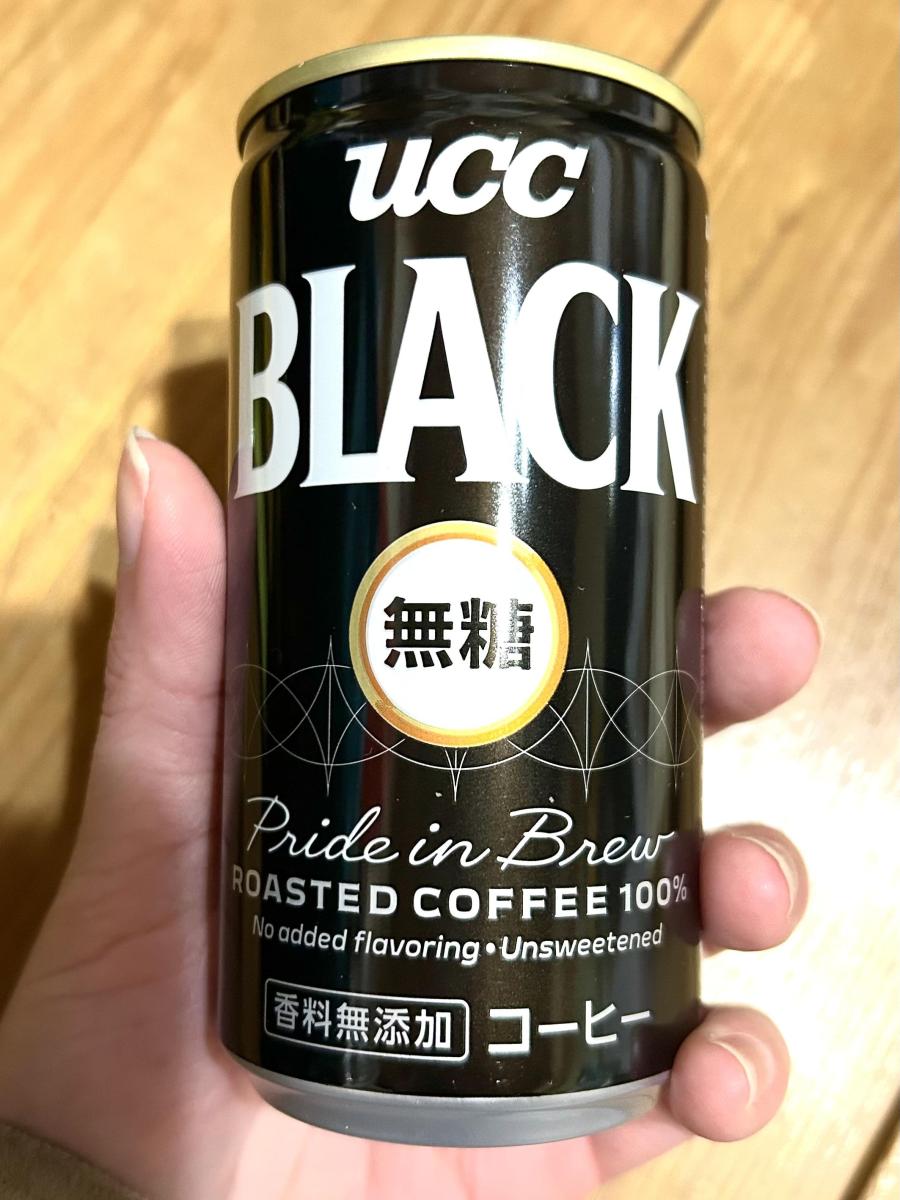 ucc
BLACK
無糖
Pride in Brew
ROASTED COFFEE 100%
No added flavoring•Unsweetened
香料無添加 コーヒー